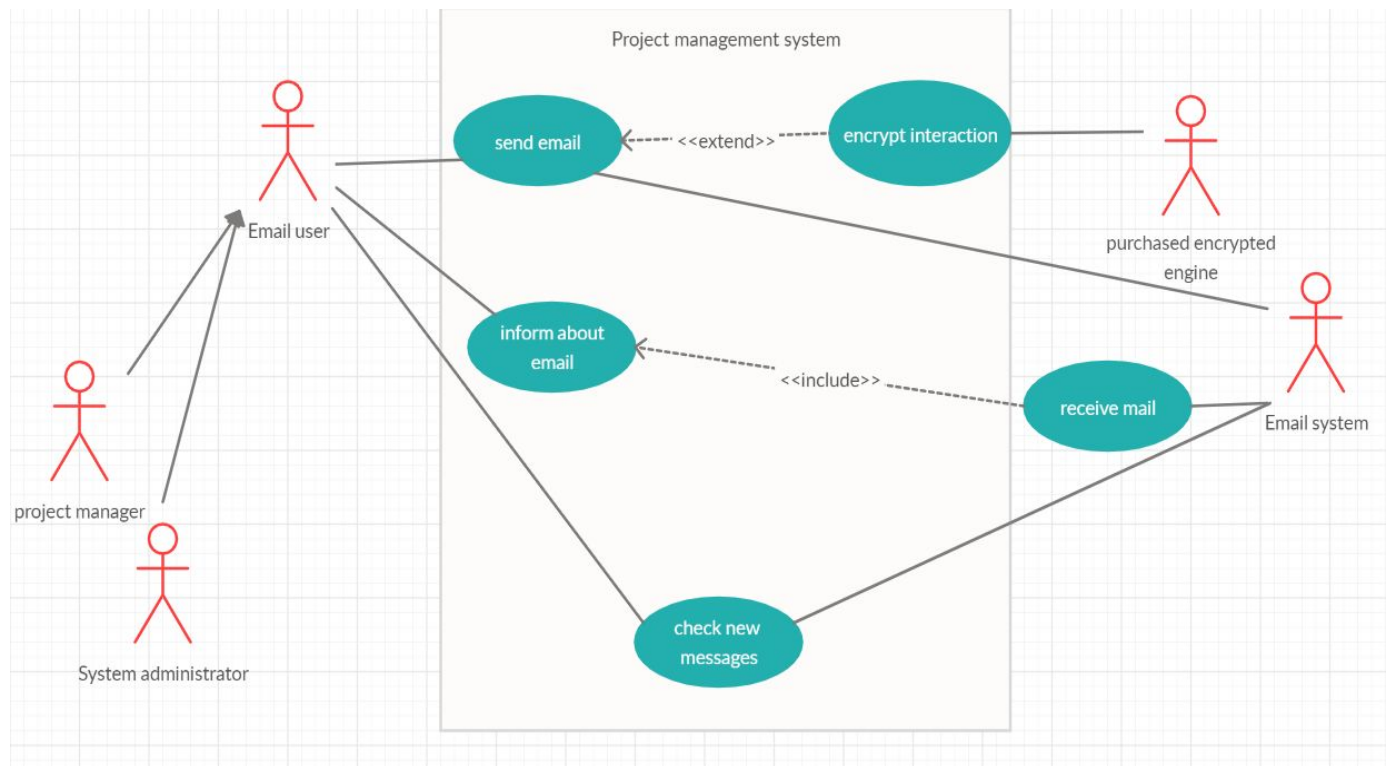 Project management system
send email
<<extend>>
encrypt interaction
Email user
purchased encrypted
engine
inform about
email
<<include>>
receive mail
Email system
project manager
System administrator
check new
messages